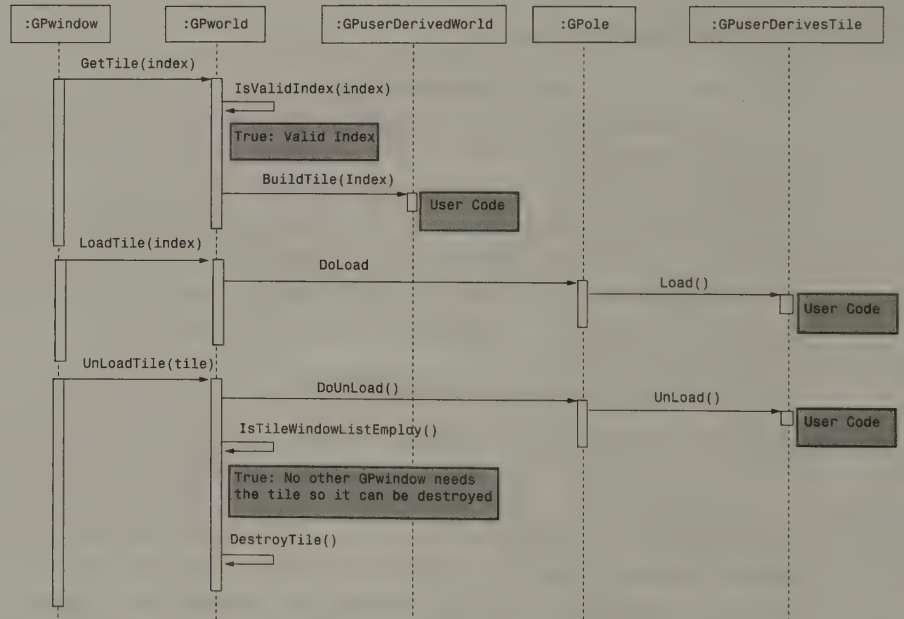 :GPwindow
:GPworld
:GPuserDerivedWorld
:GPole
:GPuserDerivesTile
GetTile(index)
IsValidIndex(index)
True: Valid Index
BuildTile(Index)
User Code
LoadTile(index)
DoLoad
Load()
User Code
UnLoadTile(tile)
DoUnLoad()
UnLoad()
User Code
IsTileWindowListEmploy()
True: No other GPwindow needs
the tile so it can be destroyed
DestroyTile()